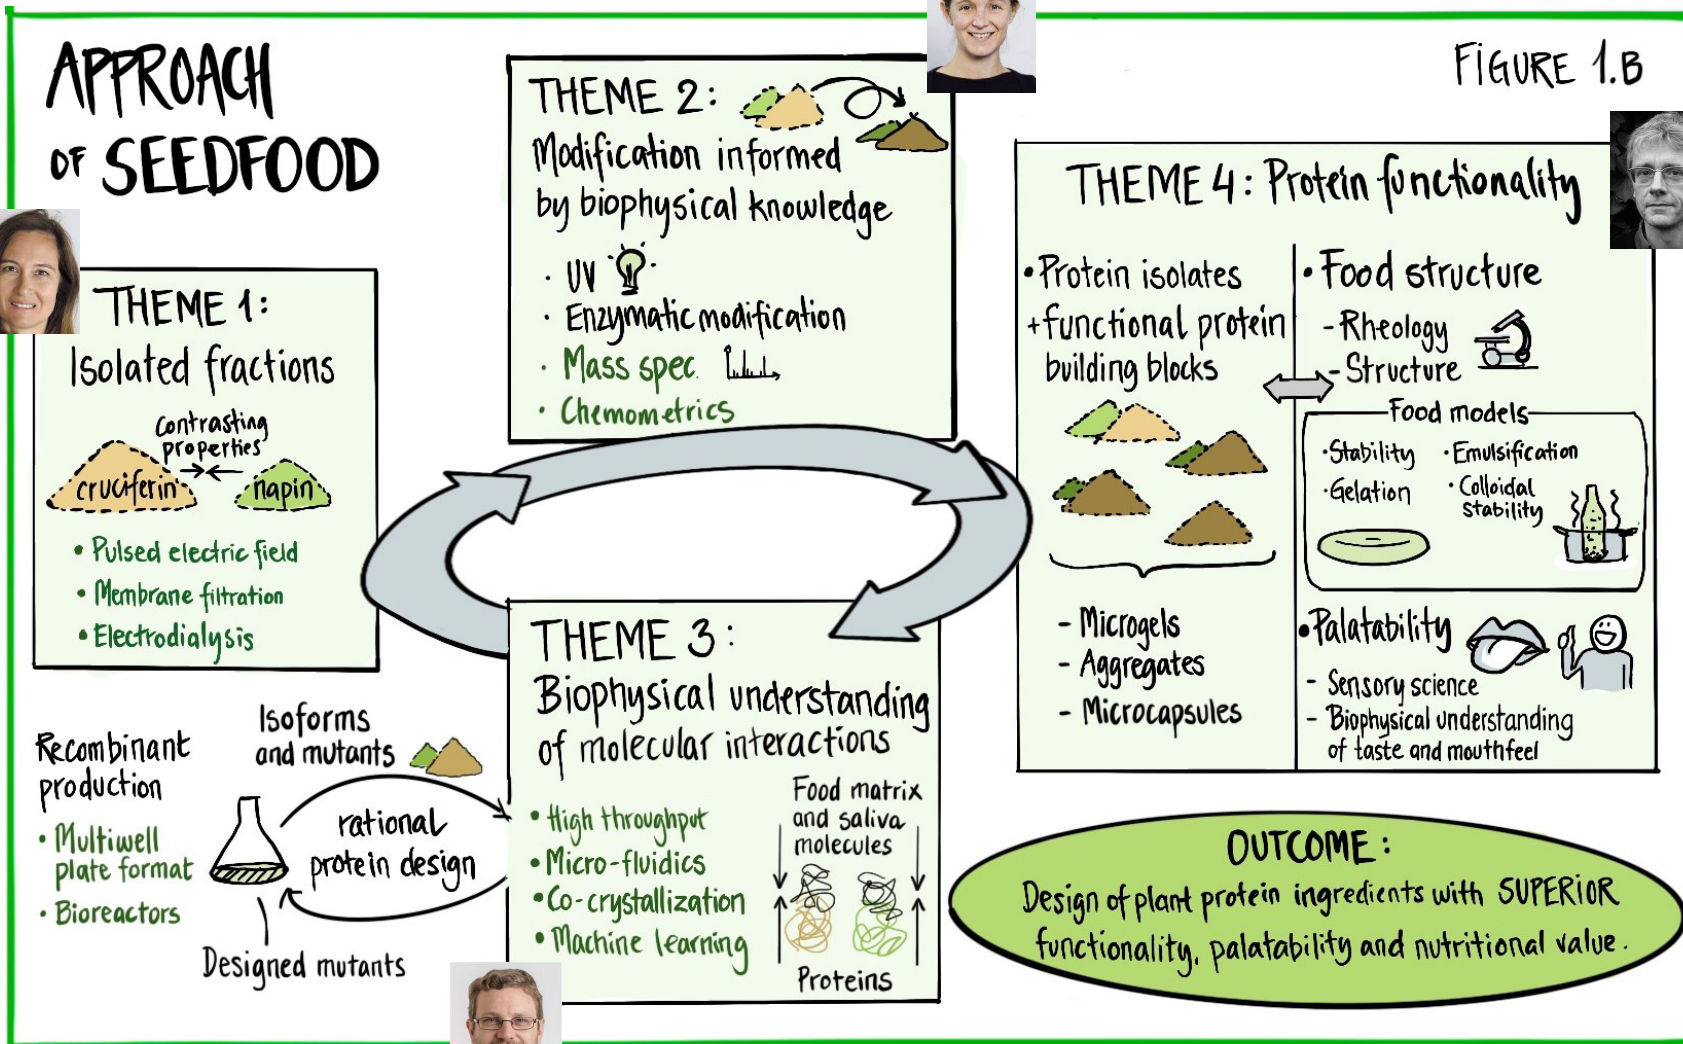 APPROACH
OF SEEDFOOD
FIGURE 1.B
THEME 1:
Isolated fractions
Contrasting
properties
cruciferin
napin
• Pulsed electric field
• Membrane filtration
• Electrodialysis
THEME 2:
Modification informed
by biophysical knowledge
· UV
· Enzymatic modification
· Mass spec.
· Chemometrics
Recombinant
production
• Multiwell
plate format
• Bioreactors
Isoforms
and mutants
rational
protein design
Designed mutants
THEME 3:
Biophysical understanding
of molecular interactions
• High throughput
• Micro-fluidics
• Co-crystallization
• Machine learning
Food matrix
and saliva
molecules
Proteins
THEME 4: Protein functionality
• Protein isolates
+functional protein
building blocks
- Microgels
- Aggregates
- Microcapsules
• Food structure
- Rheology
- Structure
Food models
·Stability
·Emulsification
·Gelation
·Colloidal
stability
•Palatability
- Sensory science
- Biophysical understanding
of taste and mouthfeel
OUTCOME:
Design of plant protein ingredients with SUPERIOR
functionality, palatability and nutritional value.